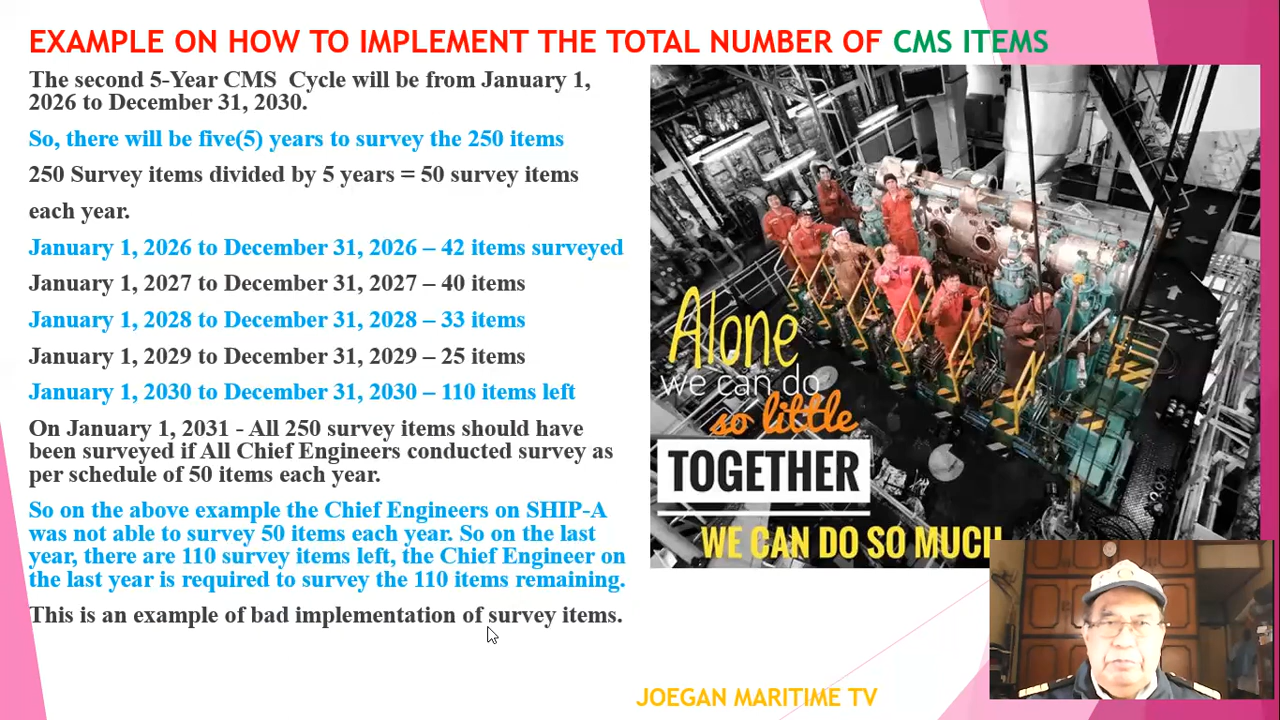 EXAMPLE ON HOW TO IMPLEMENT THE TOTAL NUMBER OF CMS ITEMS
The second 5-Year CMS Cycle will be from January 1,
2026 to December 31, 2030.
So, there will be five(5) years to survey the 250 items
250 Survey items divided by 5 years = 50 survey items
each year.
January 1, 2026 to December 31, 2026 – 42 items surveyed
January 1, 2027 to December 31, 2027 – 40 items
January 1, 2028 to December 31, 2028 – 33 items
January 1, 2029 to December 31, 2029 – 25 items
January 1, 2030 to December 31, 2030 – 110 items left
On January 1, 2031 - All 250 survey items should have
been surveyed if All Chief Engineers conducted survey as
per schedule of 50 items each year.
So on the above example the Chief Engineers on SHIP-A
was not able to survey 50 items each year. So on the last
year, there are 110 survey items left, the Chief Engineer on
the last year is required to survey the 110 items remaining.
This is an example of bad implementation of survey items.
Alone
we can do
so little
TOGETHER
WE CAN DO SO MUCH
JOEGAN MARITIME TV